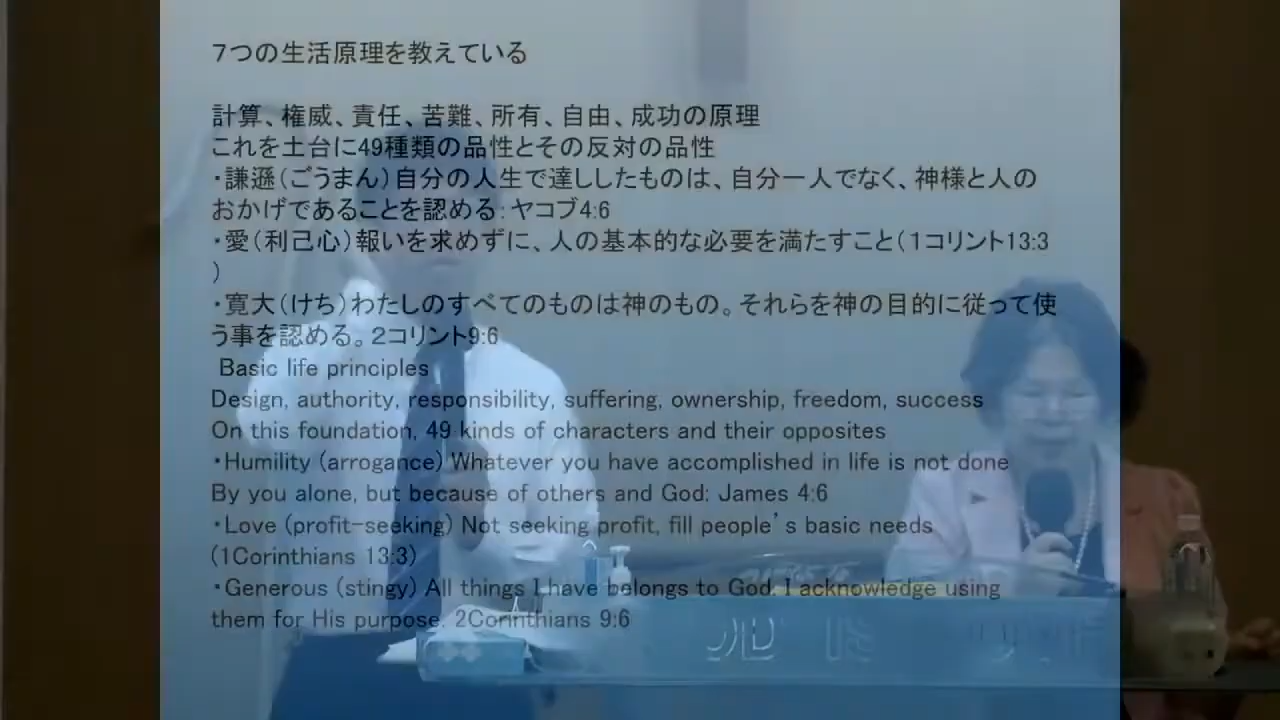 7つの生活原理を教えている
計算、権威、責任、苦難、所有、自由、成功の原理
これを土台に49種類の品性とその反対の品性
・謙遜(ごうまん)自分の人生で達ししたものは、自分一人でなく、神様と人の
おかげであることを認める:ヤコブ4:6
・愛(利己心)報いを求めずに、人の基本的な必要を満たすこと(1コリント13:3
)
・寛大(けち)わたしのすべてのものは神のもの。それらを神の目的に従って使
う事を認める。2コリント9:6
Basic life principles
Design, authority, responsibility, suffering, ownership, freedom, success
On this foundation, 49 kinds of characters and their opposites
・Humility (arrogance) Whatever you have accomplished in life is not done
By you alone, but because of others and God: James 4:6
・Love (profit-seeking) Not seeking profit, fill people's basic needs
(1Corinthians 13:3)
・Generous (stingy) All things I have belongs to God. I acknowledge using
them for His purpose. 2Corinthians 9:6